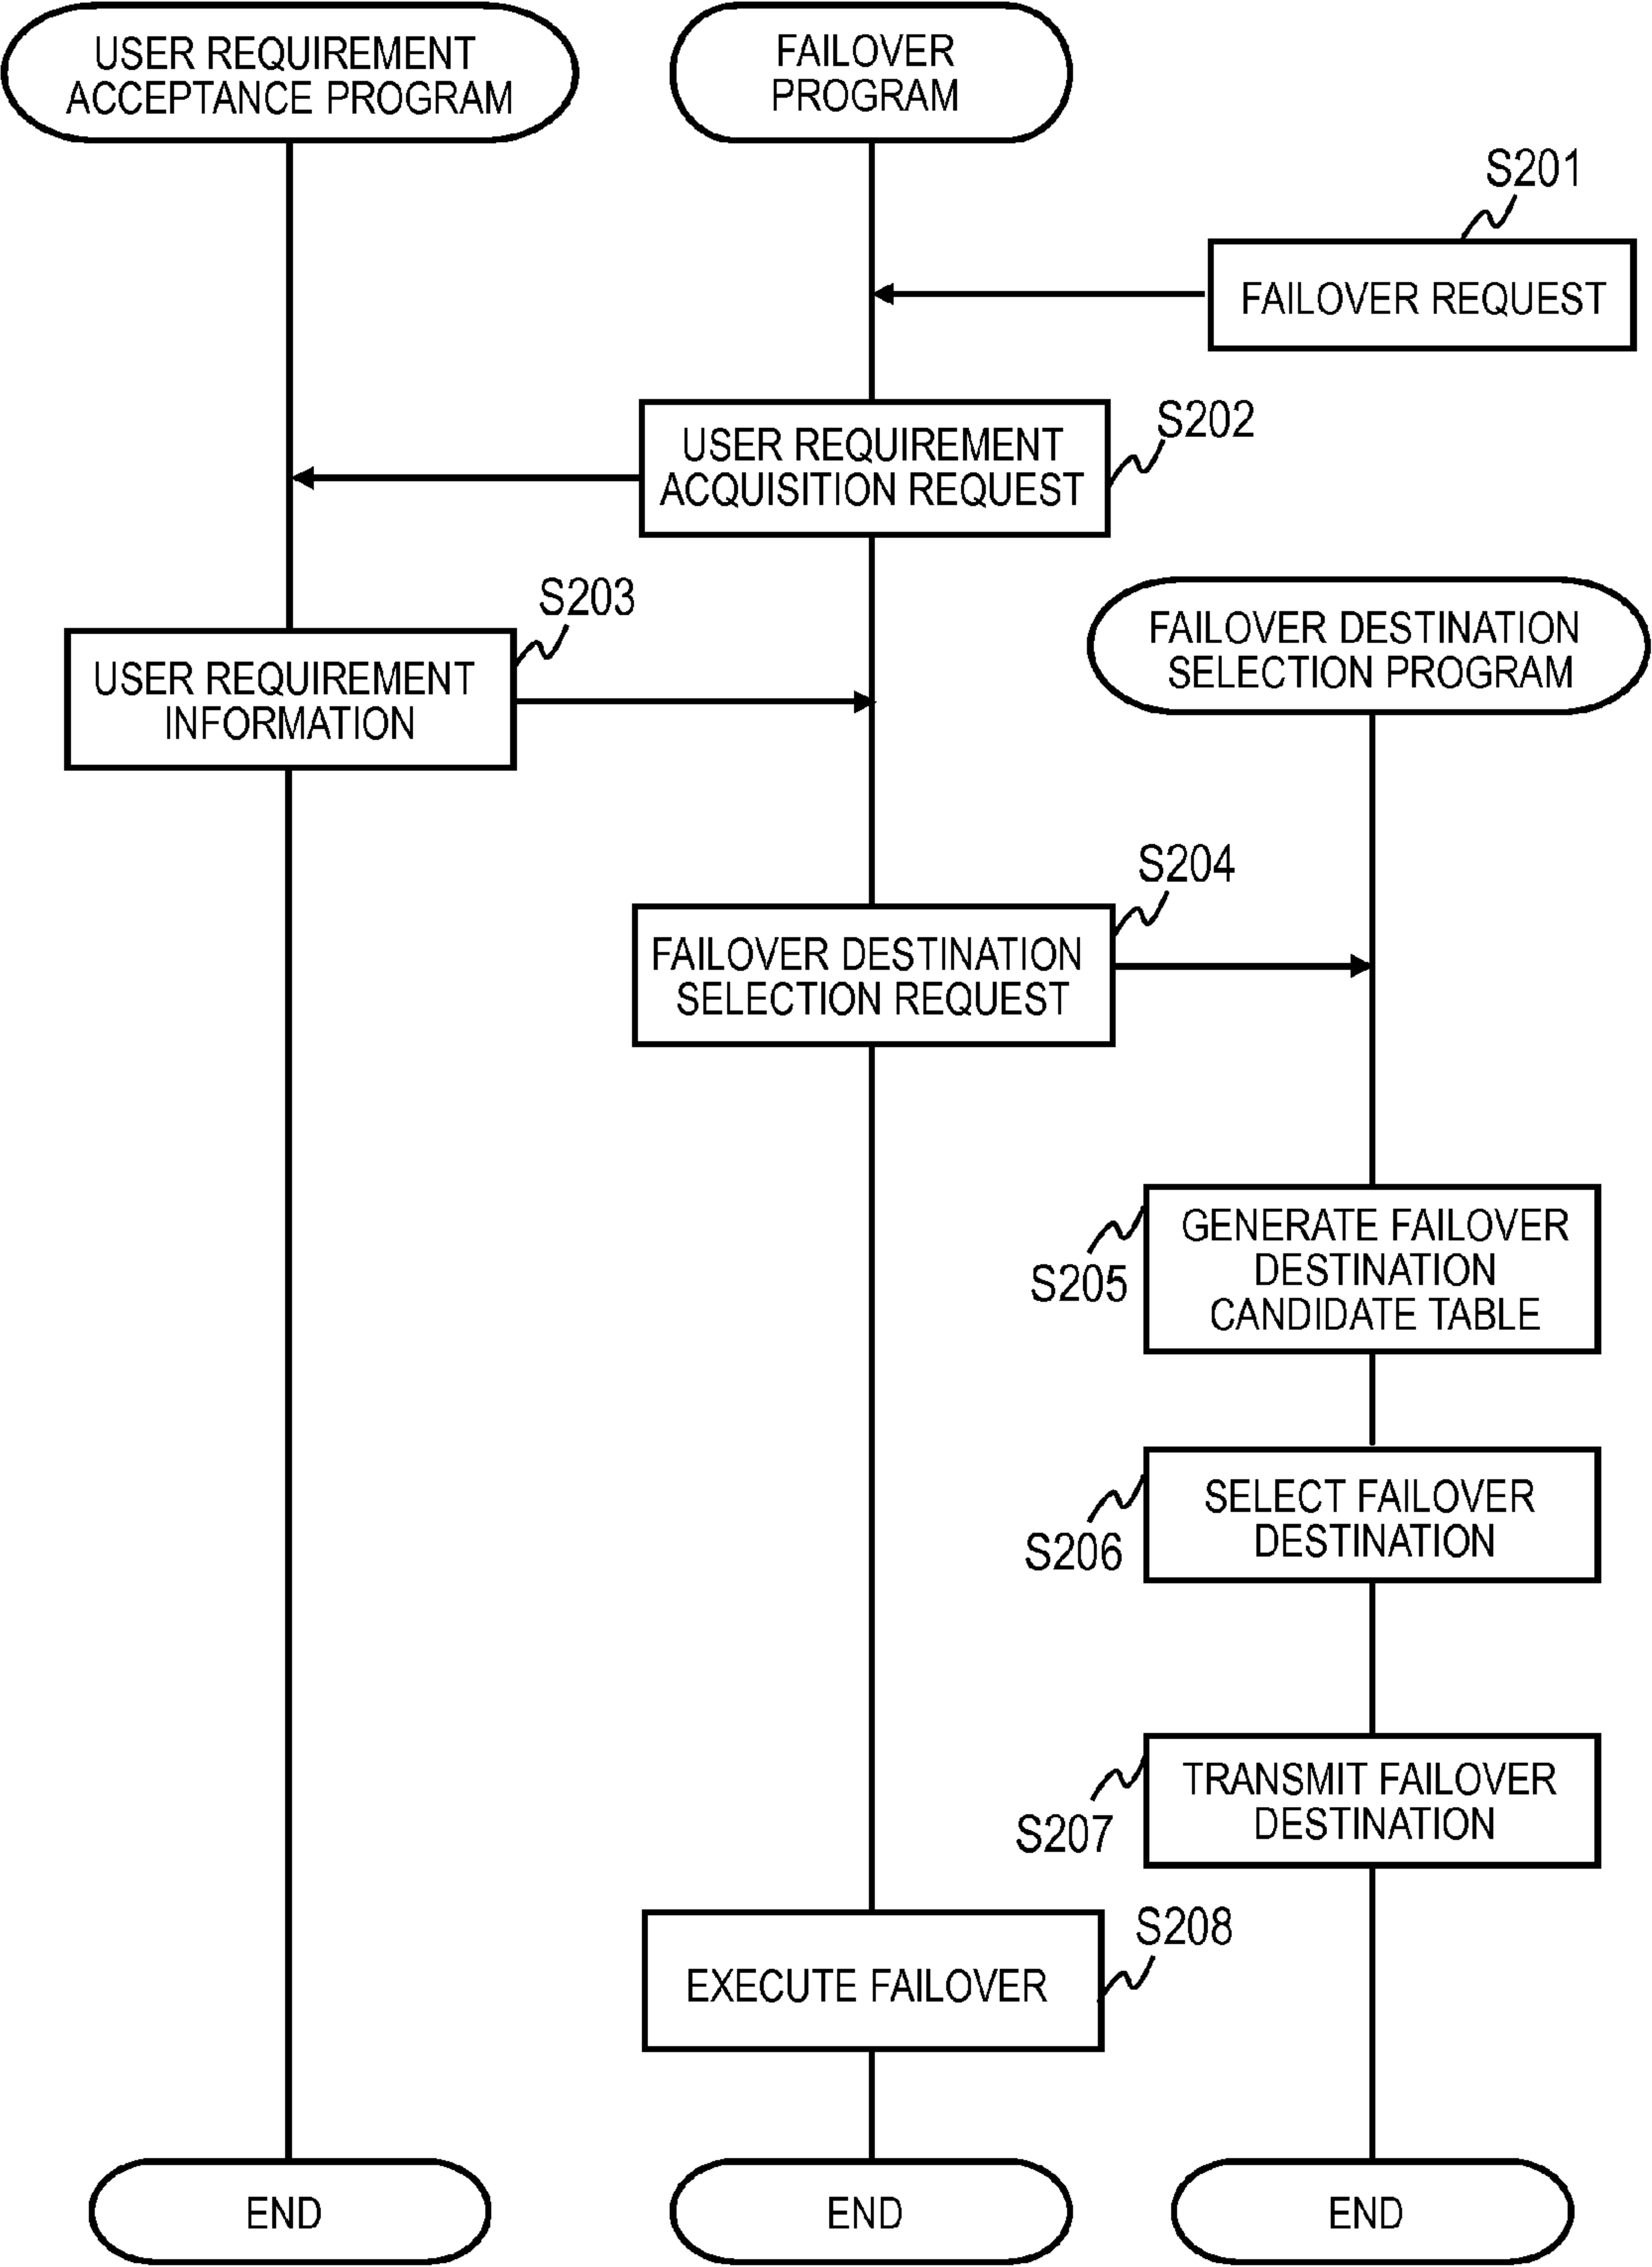 USER REQUIREMENT
ACCEPTANCE PROGRAM
FAILOVER
PROGRAM
S201
FAILOVER REQUEST
S202
USER REQUIREMENT
ACQUISITION REQUEST
S203
USER REQUIREMENT
INFORMATION
FAILOVER DESTINATION
SELECTION PROGRAM
S204
FAILOVER DESTINATION
SELECTION REQUEST
S205
GENERATE FAILOVER
DESTINATION
CANDIDATE TABLE
S206
SELECT FAILOVER
DESTINATION
S207
TRANSMIT FAILOVER
DESTINATION
S208
EXECUTE FAILOVER
END
END
END